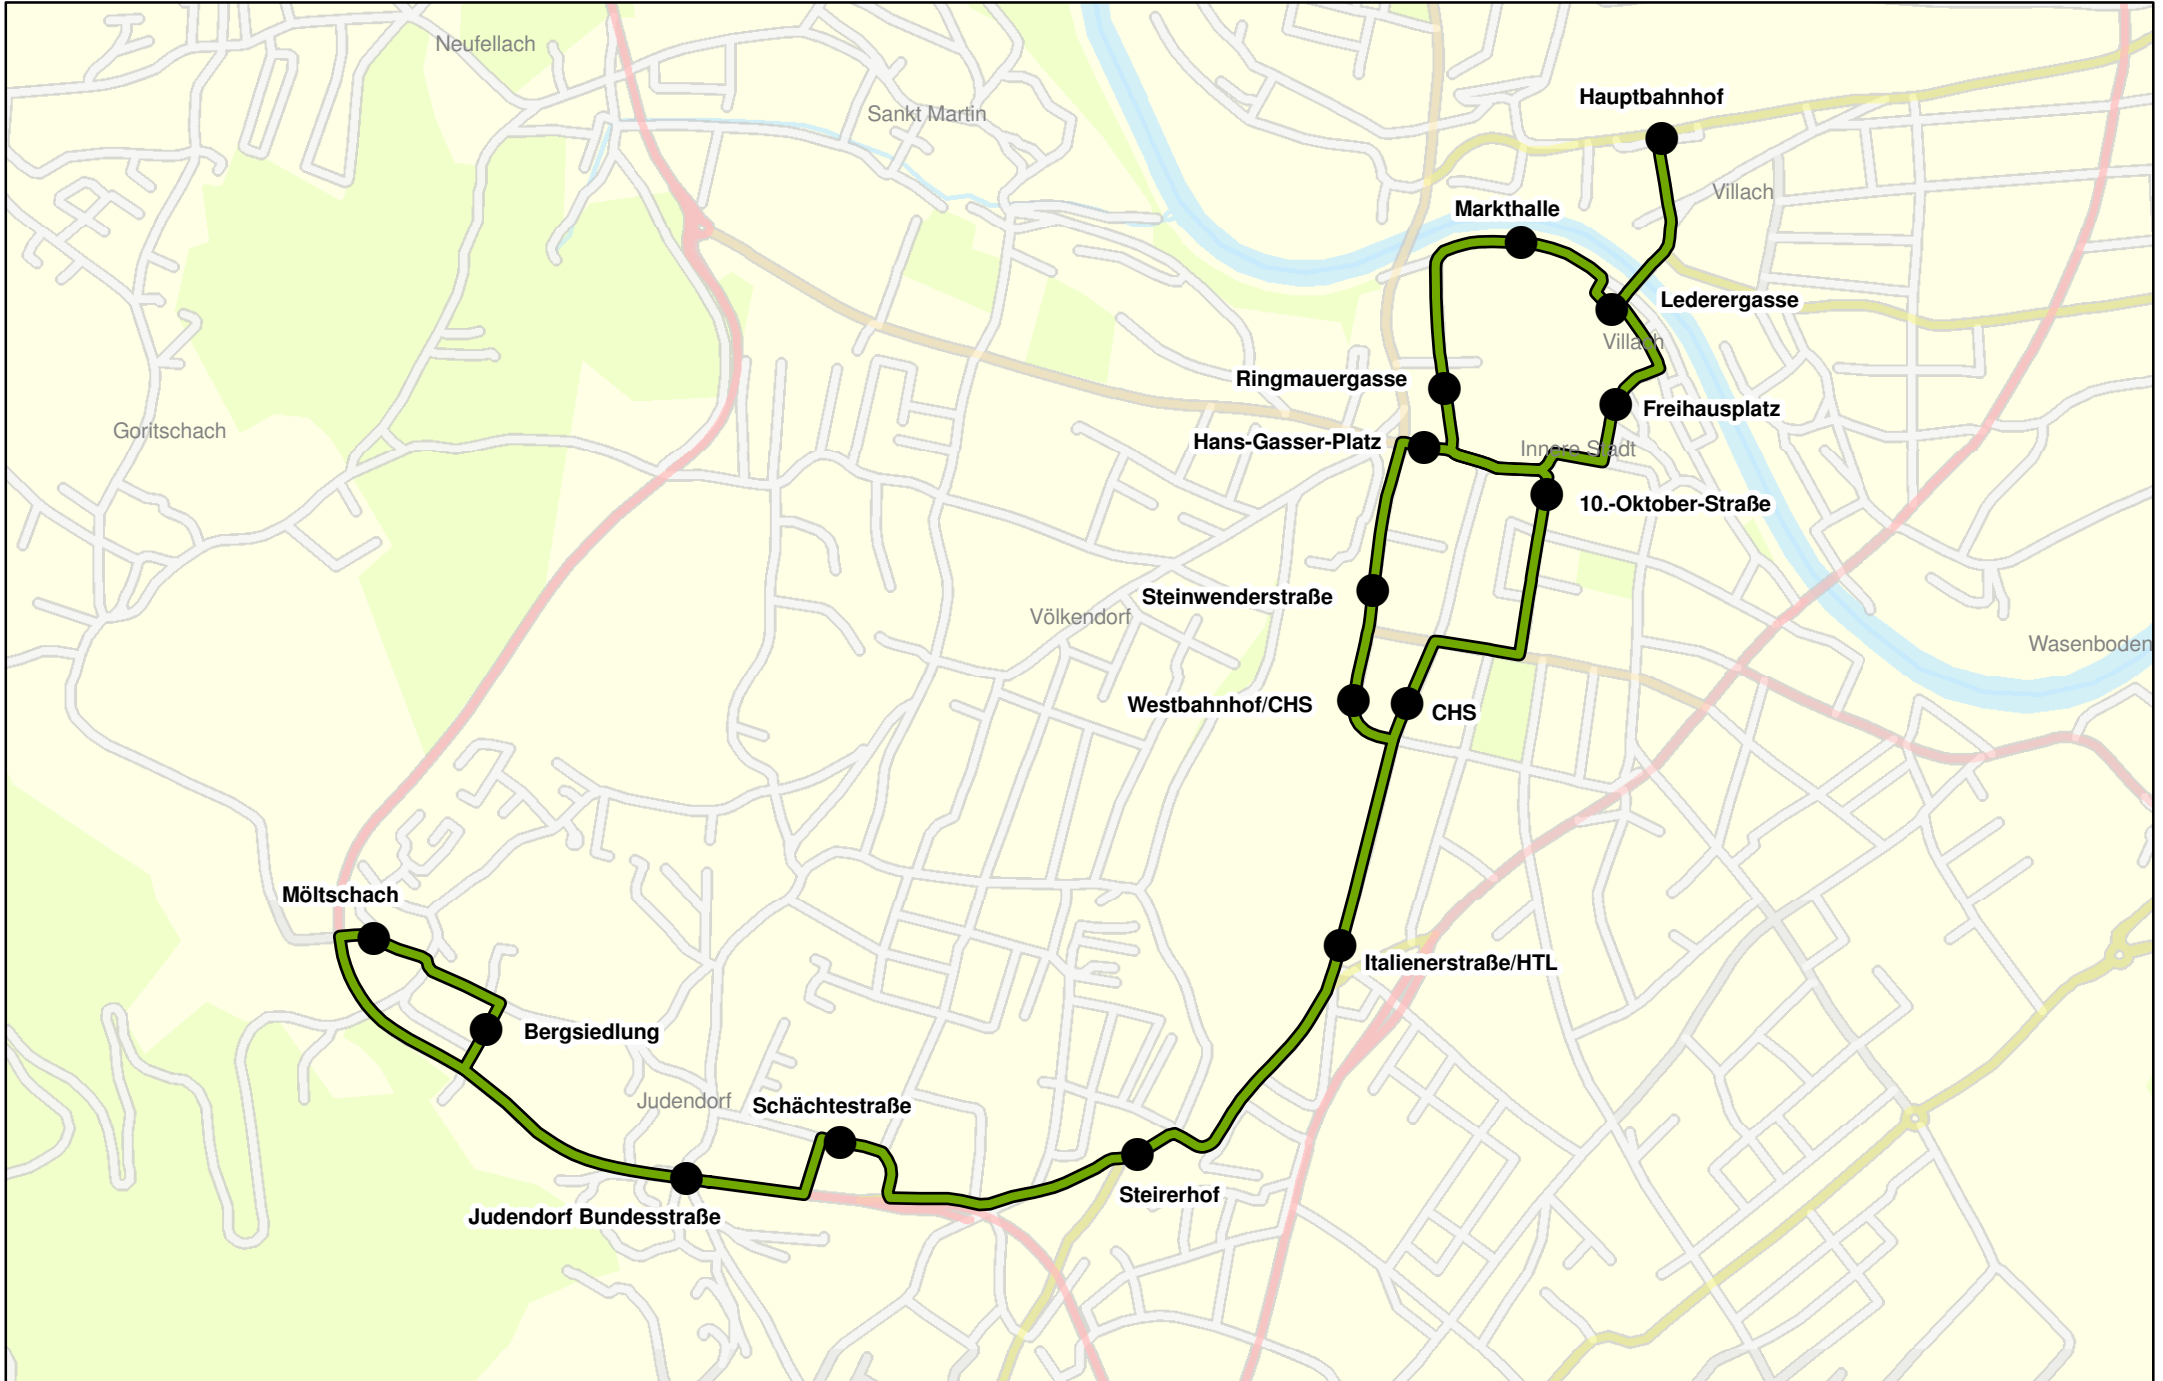 Neufellach
Hauptbahnhof
Sankt Martin
Villach
Markthalle
Lederergasse
Villach
Ringmauergasse
Freihausplatz
Goritschach
Hans-Gasser-Platz
Innere Stadt
10.-Oktober-Straße
Steinwenderstraße
Völkendorf
Wasenboden
Westbahnhof/CHS
CHS
Möltschach
Italienerstraße/HTL
Bergsiedlung
Judendorf
Schächtestraße
Steirerhof
Judendorf Bundesstraße